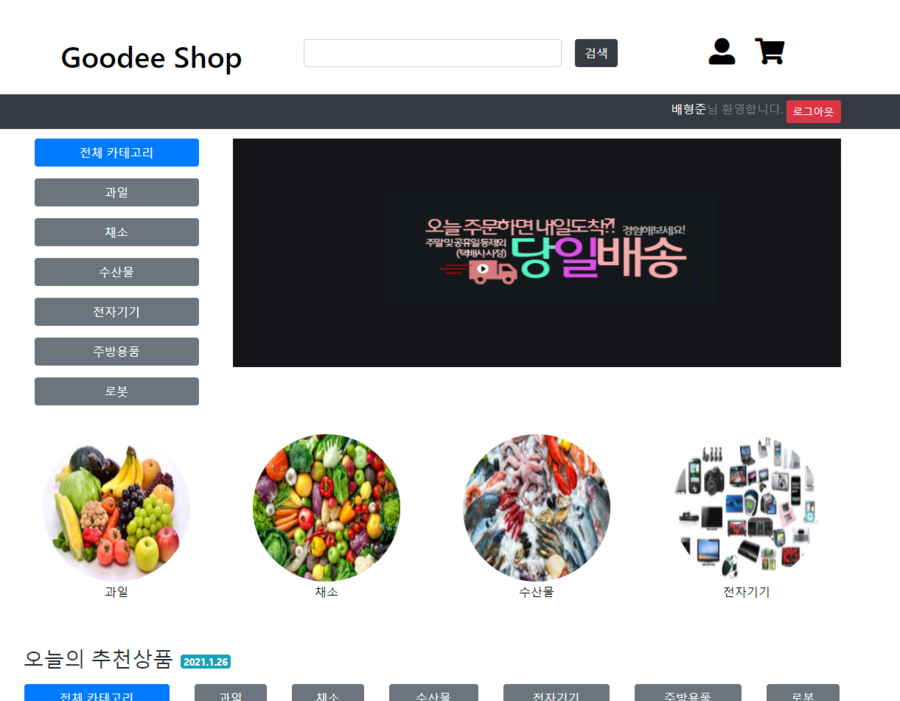 Goodee Shop
검색
배형준님 환영합니다. 로그아웃
전체 카테고리
과일
채소
수산물
전자기기
주방용품
로봇
오늘 주문하면 내일도착?! 경험해보세요!
주말 및 공휴일 등 제외
(택배사 사정)
당일배송
과일
채소
수산물
전자기기
오늘의 추천상품 2021.1.26
전체 카테고리 과일 채소 수산물 전자기기 주방용품 로봇